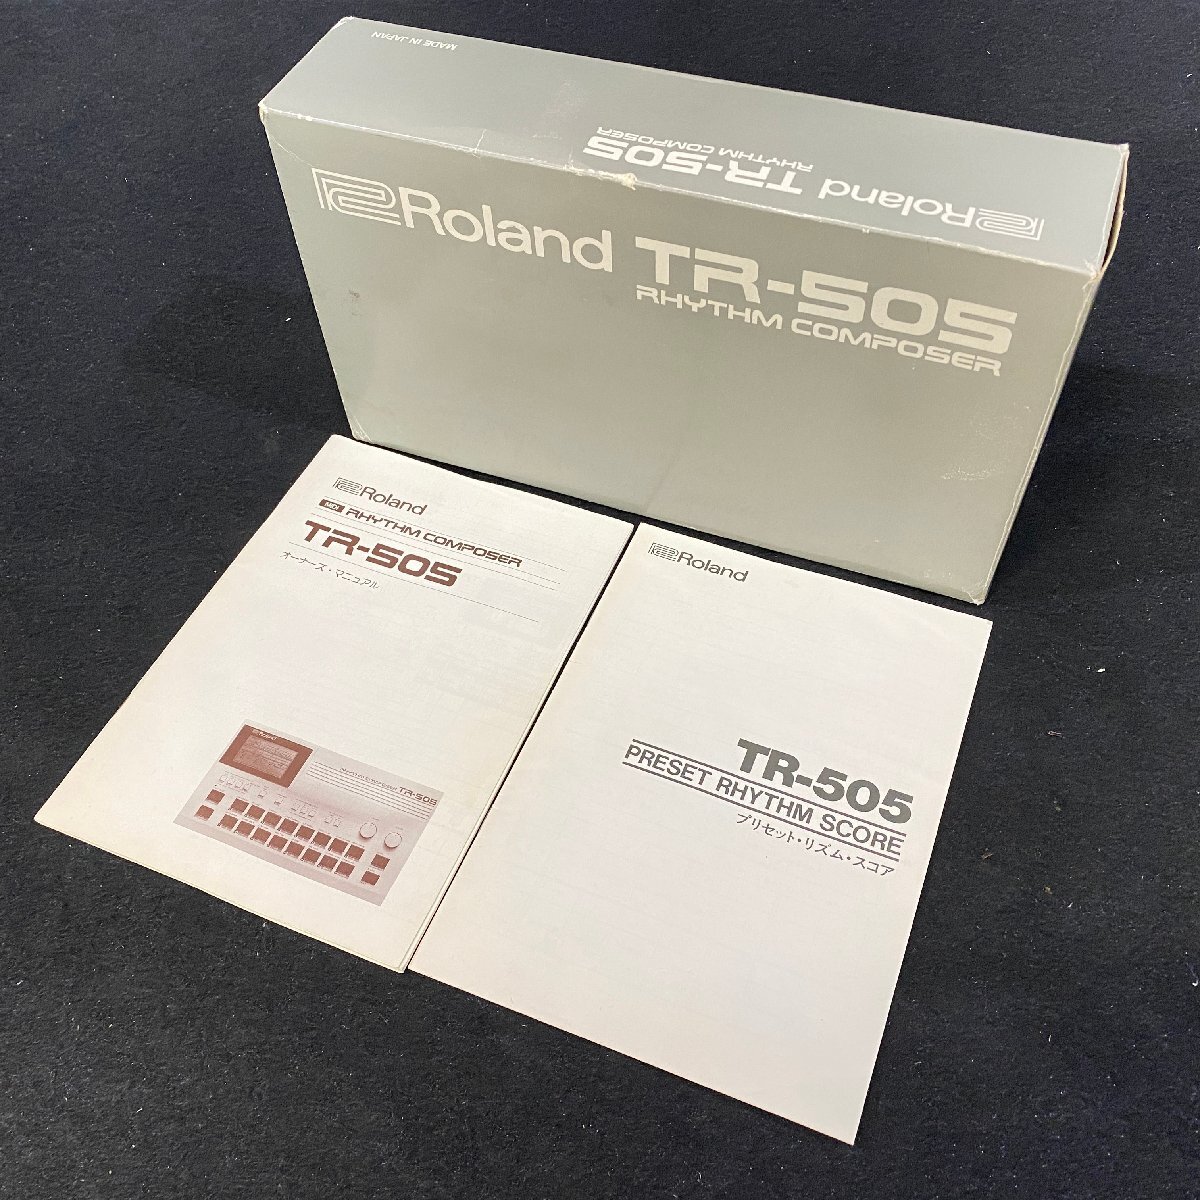 MADE IN JAPAN
Roland TR-505
RHYTHM COMPOSER
Roland TR-505
RHYTHM COMPOSER
Roland
MIDI RHYTHM COMPOSER
TR-505
オーナーズ・マニュアル
Roland
TR-505
Roland
TR-505
PRESET RHYTHM SCORE
プリセット・リズム・スコア